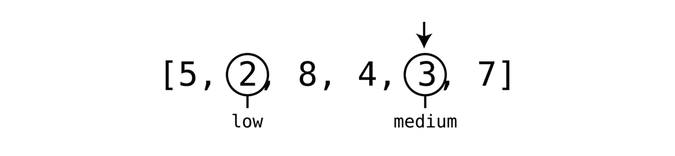 [5, 2, 8, 4, 3, 7]
low medium